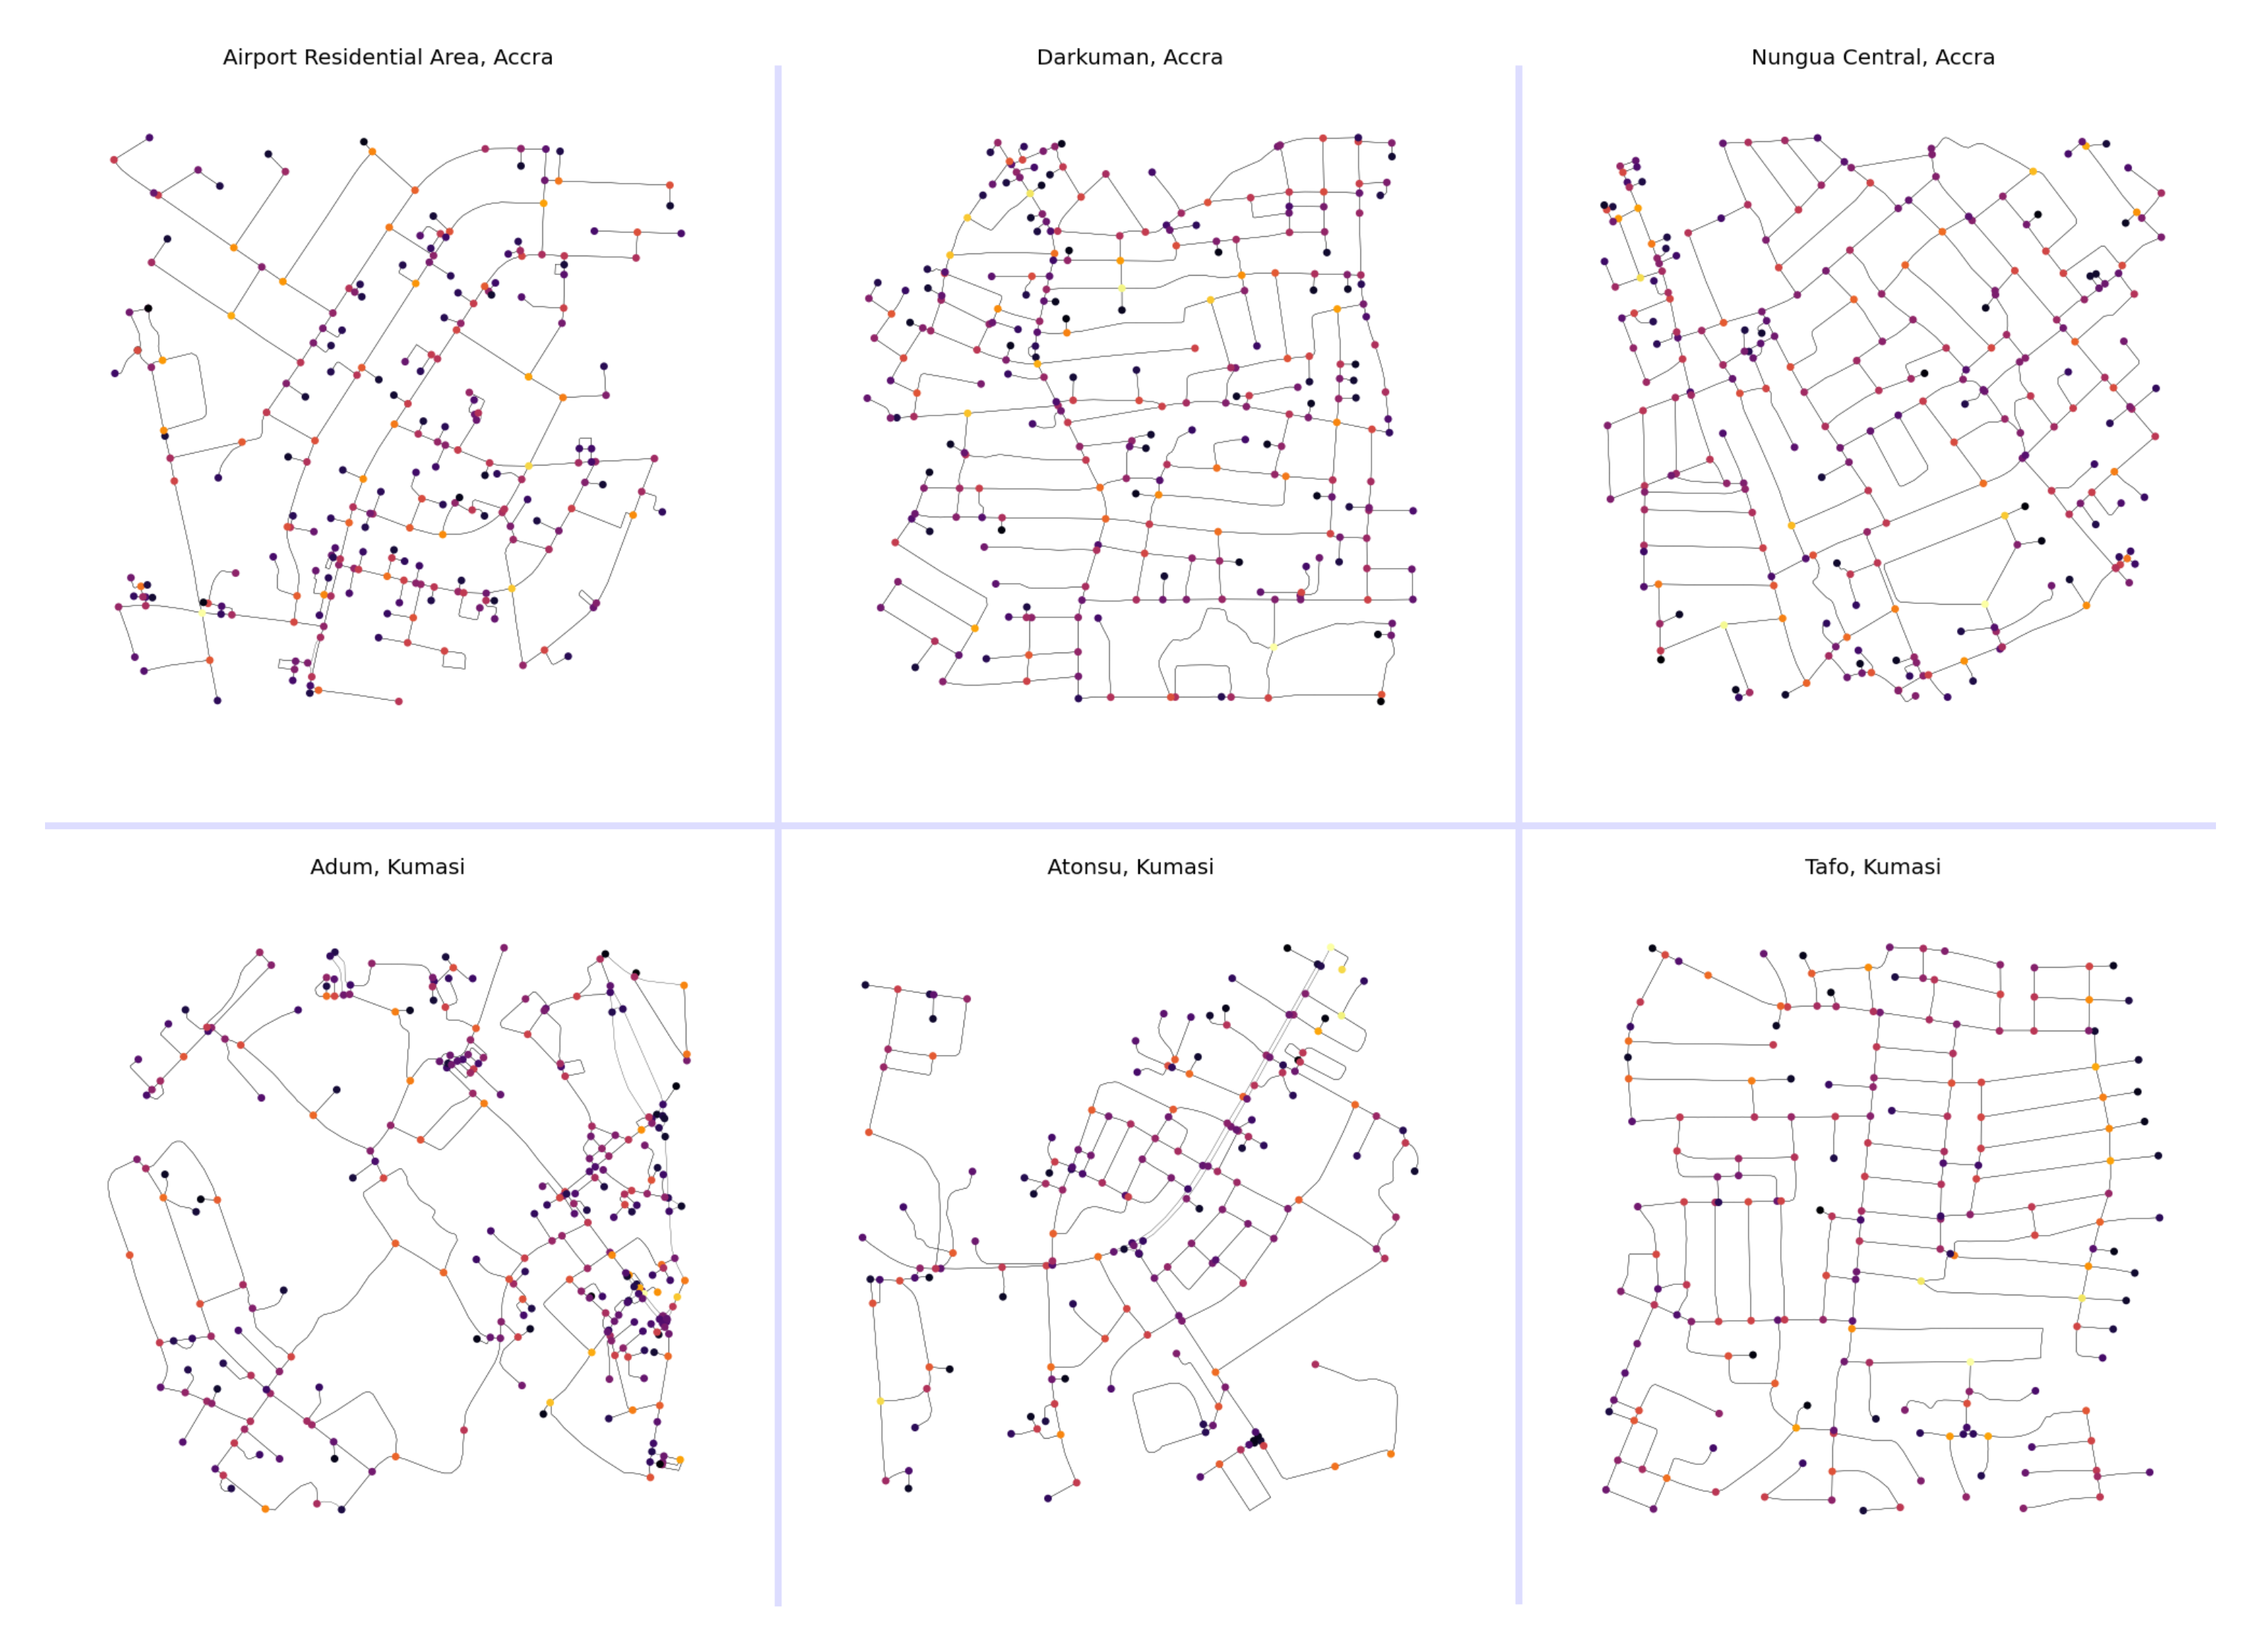 Airport Residential Area, Accra
Darkuman, Accra
Nungua Central, Accra
Adum, Kumasi
Atonsu, Kumasi
Tafo, Kumasi